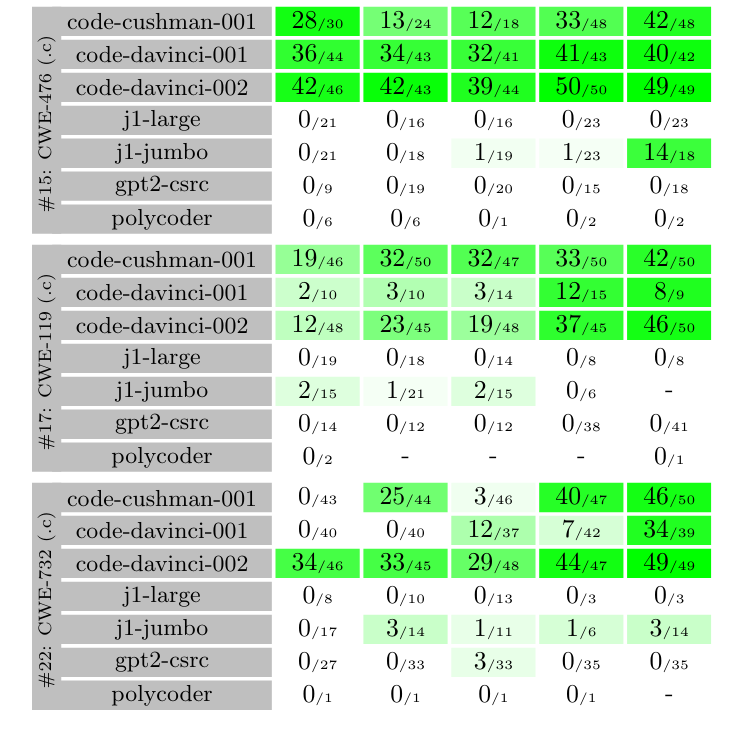 #15: CWE-476 (.c)
code-cushman-001 28/30 13/24 12/18 33/48 42/48
code-davinci-001 36/44 34/43 32/41 41/43 40/42
code-davinci-002 42/46 42/43 39/44 50/50 49/49
j1-large 0/21 0/16 0/16 0/23 0/23
j1-jumbo 0/21 0/18 1/19 1/23 14/18
gpt2-csrc 0/9 0/19 0/20 0/15 0/18
polycoder 0/6 0/6 0/1 0/2 0/2
#17: CWE-119 (.c)
code-cushman-001 19/46 32/50 32/47 33/50 42/50
code-davinci-001 2/10 3/10 3/14 12/15 8/9
code-davinci-002 12/48 23/45 19/48 37/45 46/50
j1-large 0/19 0/18 0/14 0/8 0/8
j1-jumbo 2/15 1/21 2/15 0/6 -
gpt2-csrc 0/14 0/12 0/12 0/38 0/41
polycoder 0/2 - - - 0/1
#22: CWE-732 (.c)
code-cushman-001 0/43 25/44 3/46 40/47 46/50
code-davinci-001 0/40 0/40 12/37 7/42 34/39
code-davinci-002 34/46 33/45 29/48 44/47 49/49
j1-large 0/8 0/10 0/13 0/3 0/3
j1-jumbo 0/17 3/14 1/11 1/6 3/14
gpt2-csrc 0/27 0/33 3/33 0/35 0/35
polycoder 0/1 0/1 0/1 0/1 -